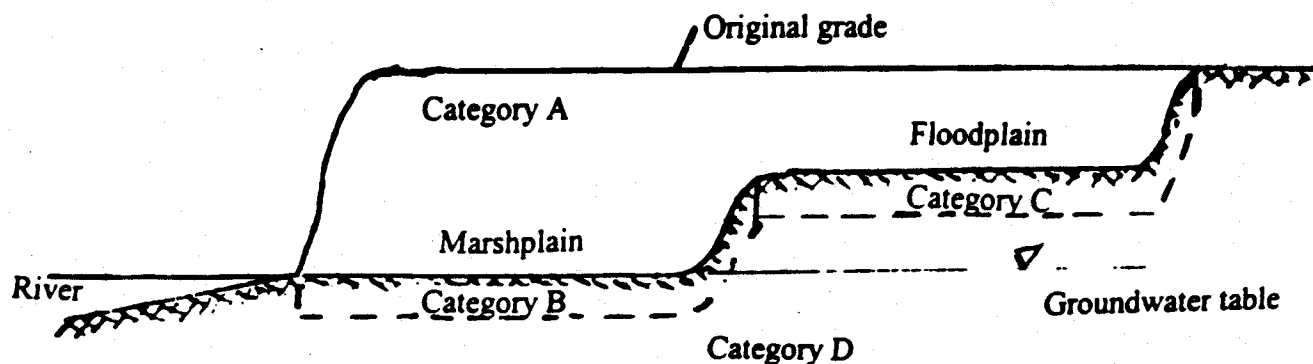 Original grade
Category A
Floodplain
Category C
Marshplain
River
Category B
Groundwater table
Category D